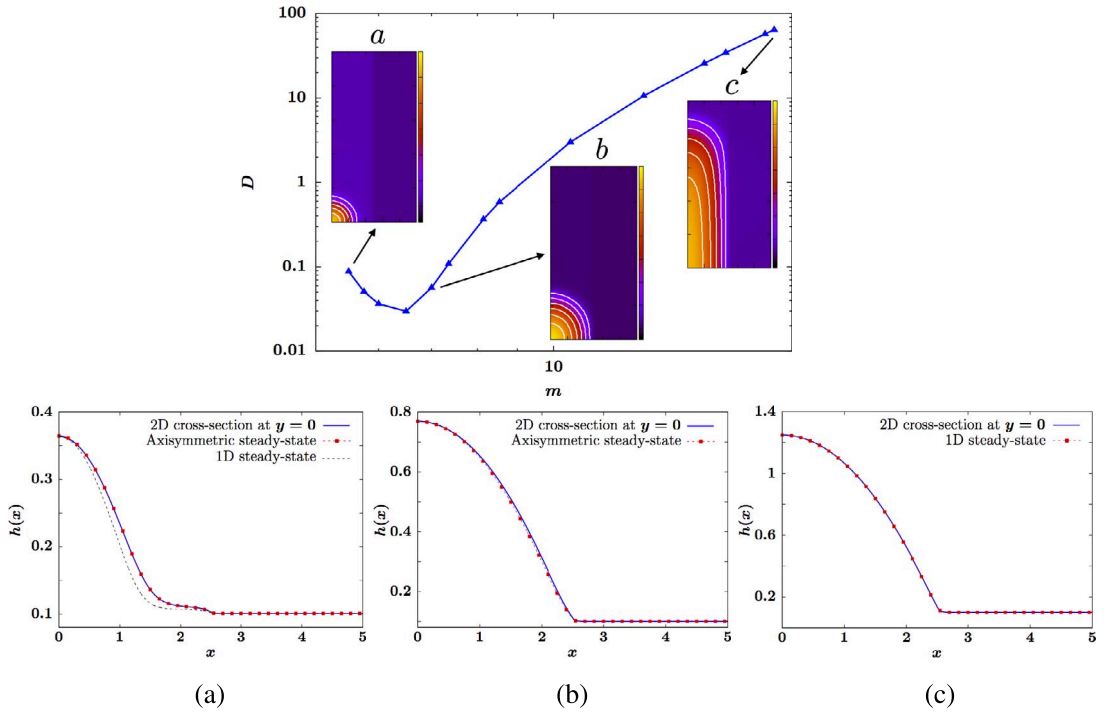 100
10
1
0.1
0.01
D
a
b
c
10
m
0.4
0.3
0.2
0.1
h(x)
2D cross-section at y = 0
Axisymmetric steady-state
1D steady-state
0 1 2 3 4 5
x
0.8
0.6
0.4
0.2
h(x)
2D cross-section at y = 0
Axisymmetric steady-state
0 1 2 3 4 5
x
1.4
1.2
0.8
0.6
0.2
h(x)
2D cross-section at y = 0
1D steady-state
0 1 2 3 4 5
x
(a) (b) (c)